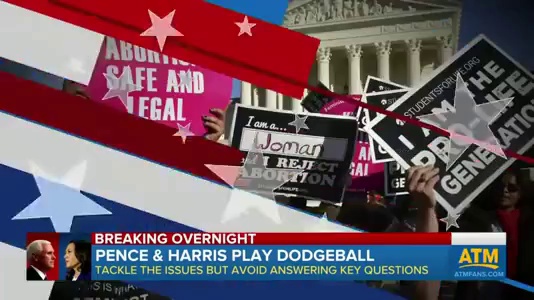 ABORTION
SAFE AND
LEGAL
STUDENTSFORLIFE.ORG
I am a...
Woman
I REJECT
ABORTION
I AM THE
PRO-LIFE
GENERATION
BREAKING OVERNIGHT
PENCE & HARRIS PLAY DODGEBALL
TACKLE THE ISSUES BUT AVOID ANSWERING KEY QUESTIONS
ATM
ATMFANS.COM